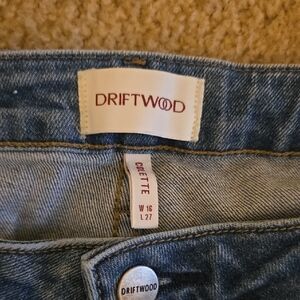 DRIFTWOOD
COLETTE
W 16
L 27
DRIFTWOOD